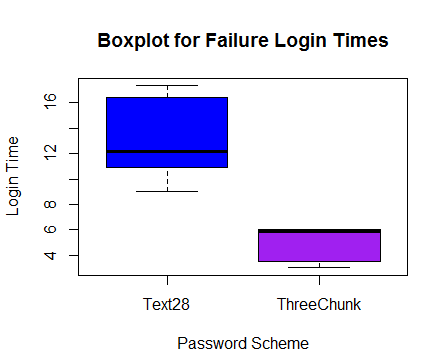 Boxplot for Failure Login Times
Login Time
16
12
8
6
4
Text28
ThreeChunk
Password Scheme